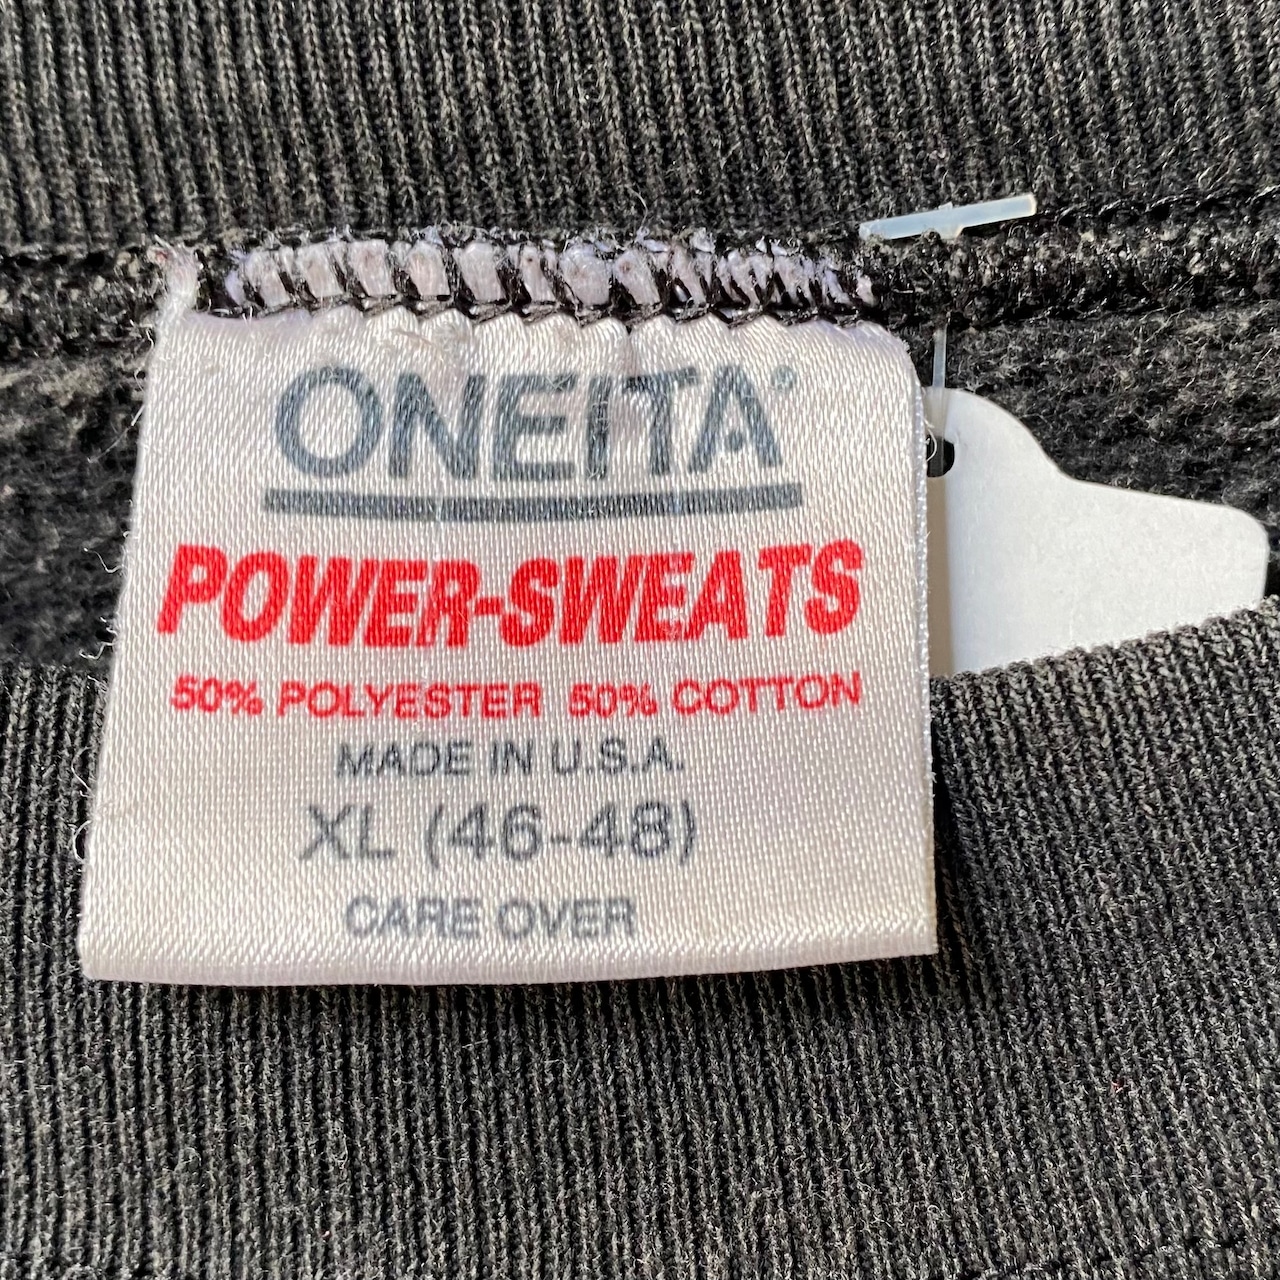 ONEITA®
POWER-SWEATS
50% POLYESTER 50% COTTON
MADE IN U.S.A.
XL (46-48)
CARE OVER